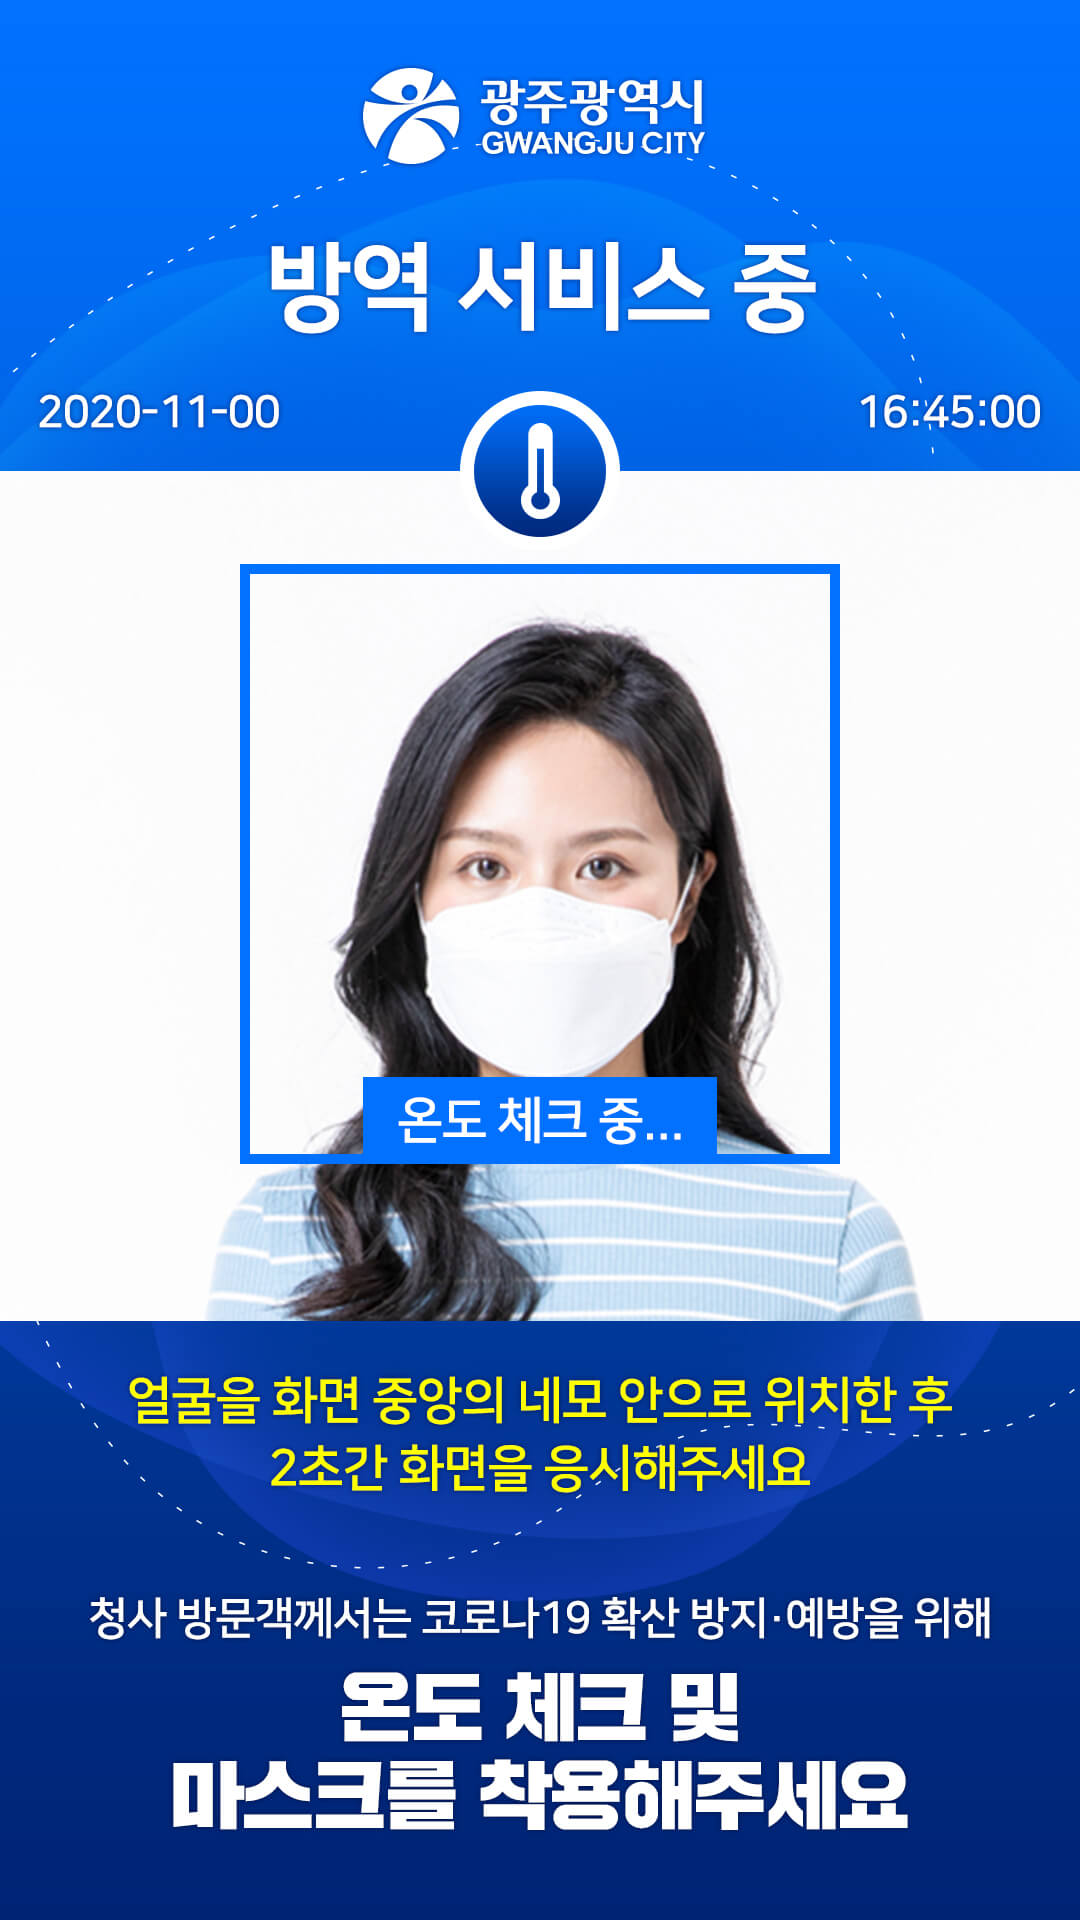 광주광역시
GWANGJU CITY
방역 서비스 중
2020-11-00
16:45:00
온도 체크 중...
얼굴을 화면 중앙의 네모 안으로 위치한 후
2초간 화면을 응시해주세요
청사 방문객께서는 코로나19 확산 방지·예방을 위해
온도 체크 및
마스크를 착용해주세요